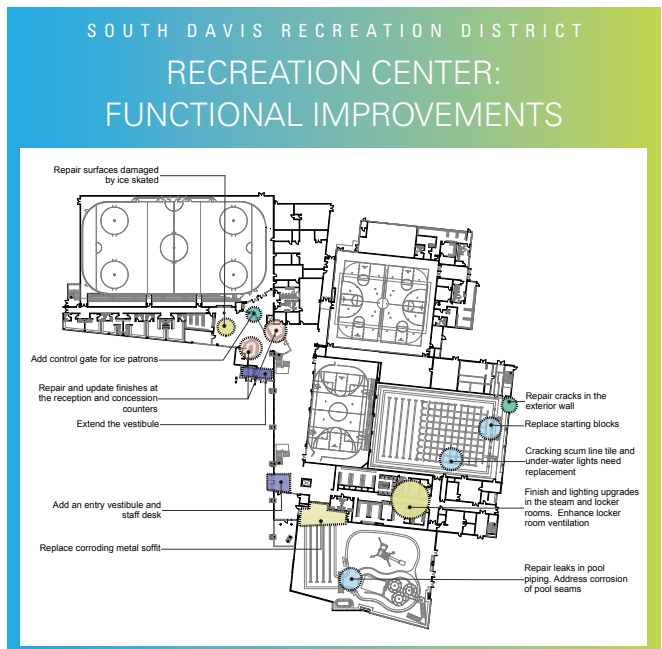 SOUTH DAVIS RECREATION DISTRICT
RECREATION CENTER:
FUNCTIONAL IMPROVEMENTS
Repair surfaces damaged
by ice skated
Add control gate for ice patrons
Repair and update finishes at
the reception and concession
counters
Extend the vestibule
Add an entry vestibule and
staff desk
Replace corroding metal soffit
Repair cracks in the
exterior wall
Replace starting blocks
Cracking scum line tile and
under-water lights need
replacement
Finish and lighting upgrades
in the steam and locker
rooms. Enhance locker
room ventilation
Repair leaks in pool
piping. Address corrosion
of pool seams